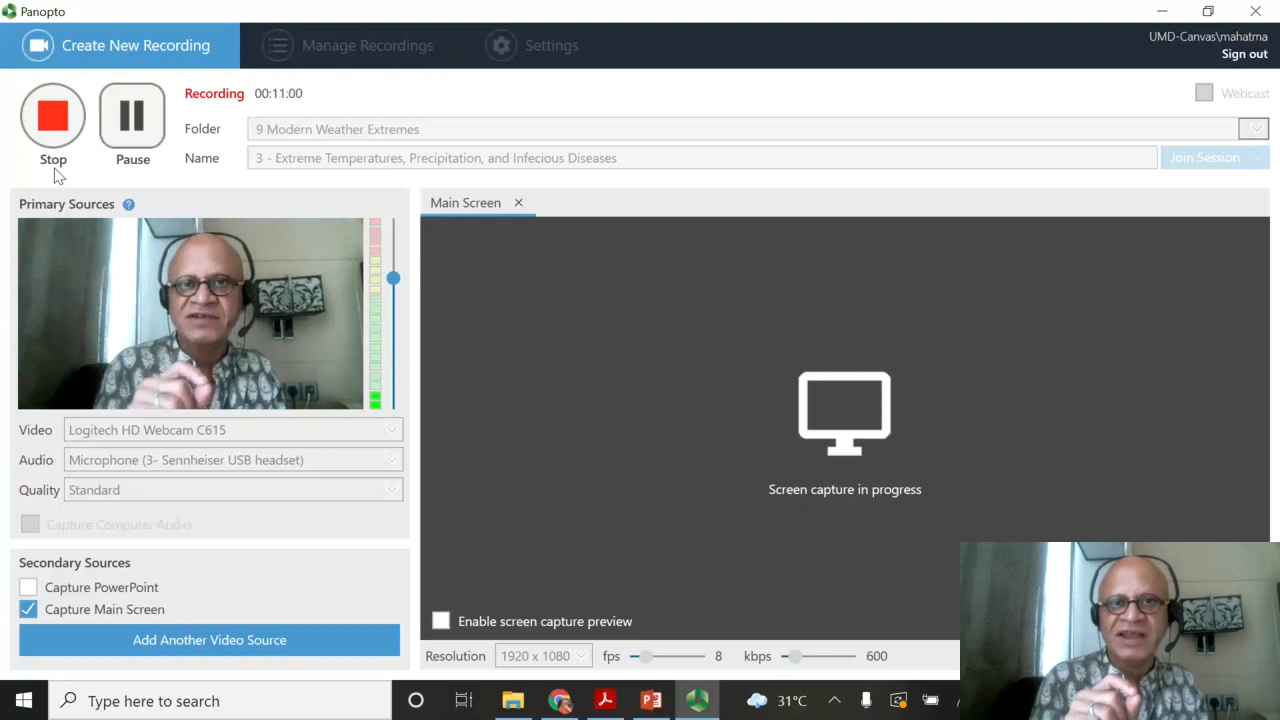 Panopto
Create New Recording
Manage Recordings
Settings
UMD-Canvas\mahatma
Sign out
Recording 00:11:00
Webcast
Folder 9 Modern Weather Extremes
Stop
Pause
Name 3 - Extreme Temperatures, Precipitation, and Infecious Diseases
Join Session
Primary Sources ?
Main Screen
Video Logitech HD Webcam C615
Audio Microphone (3- Sennheiser USB headset)
Quality Standard
Capture Computer Audio
Screen capture in progress
Secondary Sources
Capture PowerPoint
Capture Main Screen
Add Another Video Source
Enable screen capture preview
Resolution 1920 x 1080 fps 8 kbps 600
Type here to search
31°C